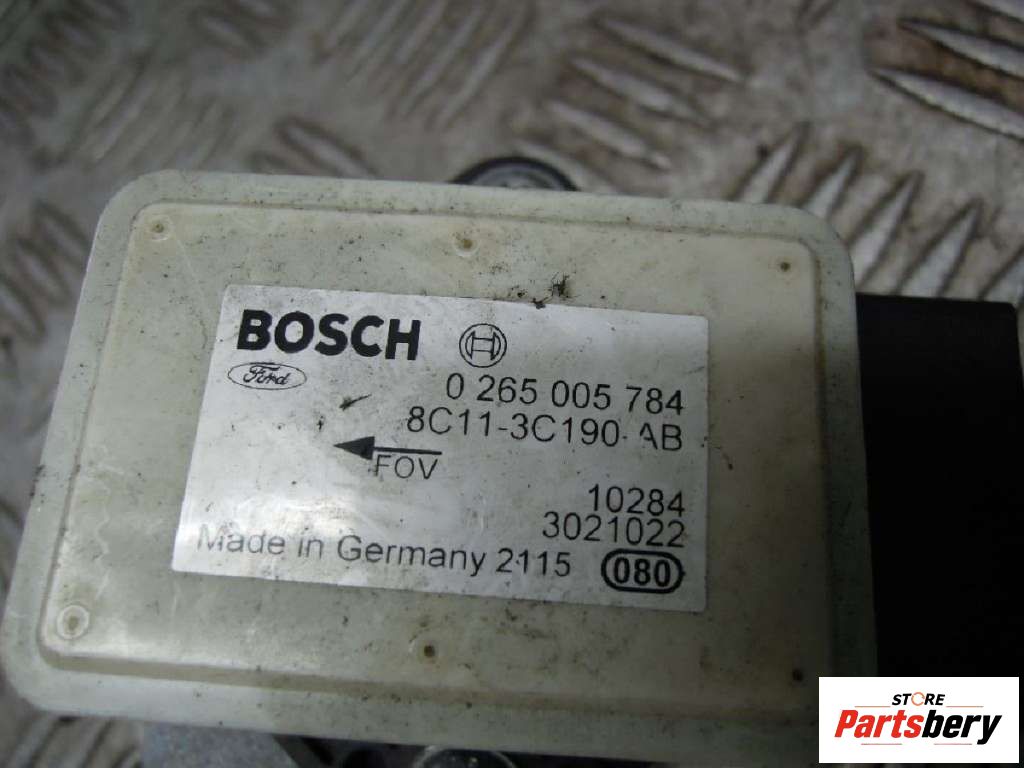 BOSCH
Ford
0 265 005 784
8C11-3C190-AB
FOV
10284
3021022
Made in Germany 2115 080
STORE
Partsbery